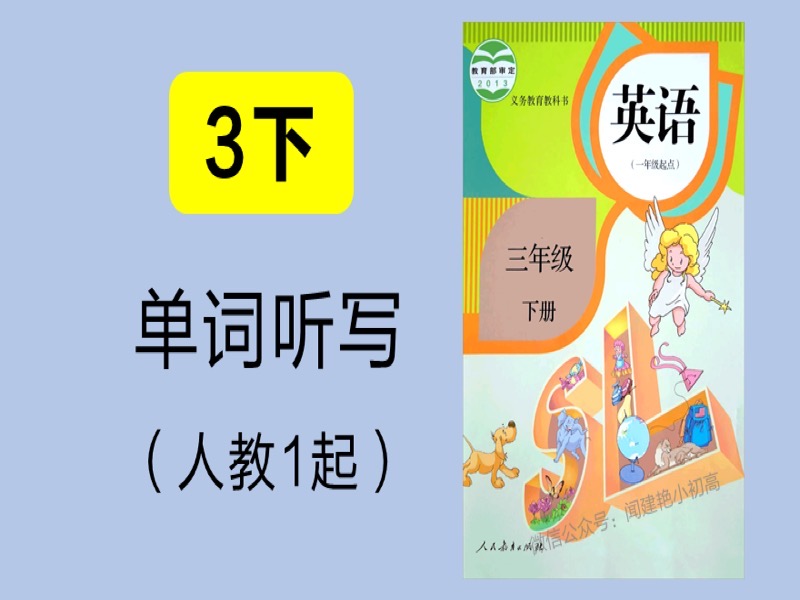 3下
单词听写
（人教1起）
教育部审定
2013
义务教育教科书
英语
（一年级起点）
三年级
下册
SL
微信公众号：闻建艳小初高
人民教育出版社